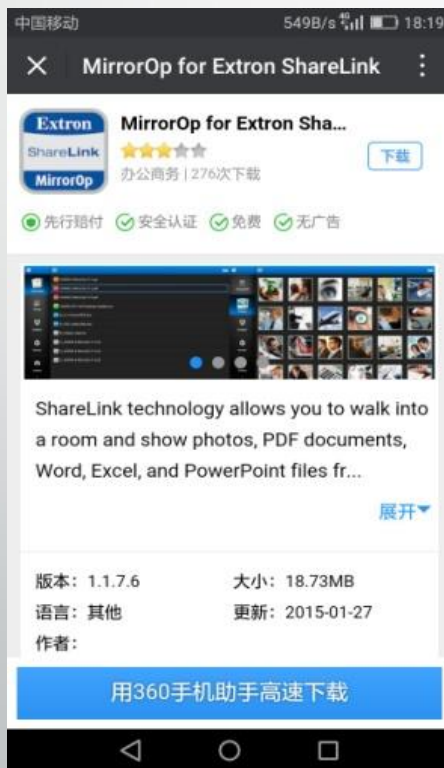 中国移动 549B/s 4G 18:19
MirrorOp for Extron ShareLink
Extron
ShareLink
MirrorOp
MirrorOp for Extron Sha...
办公商务 | 276次下载
下载
先行赔付 安全认证 免费 无广告
ShareLink technology allows you to walk into
a room and show photos, PDF documents,
Word, Excel, and PowerPoint files fr...
展开
版本：1.1.7.6 大小：18.73MB
语言：其他 更新：2015-01-27
作者：
用360手机助手高速下载